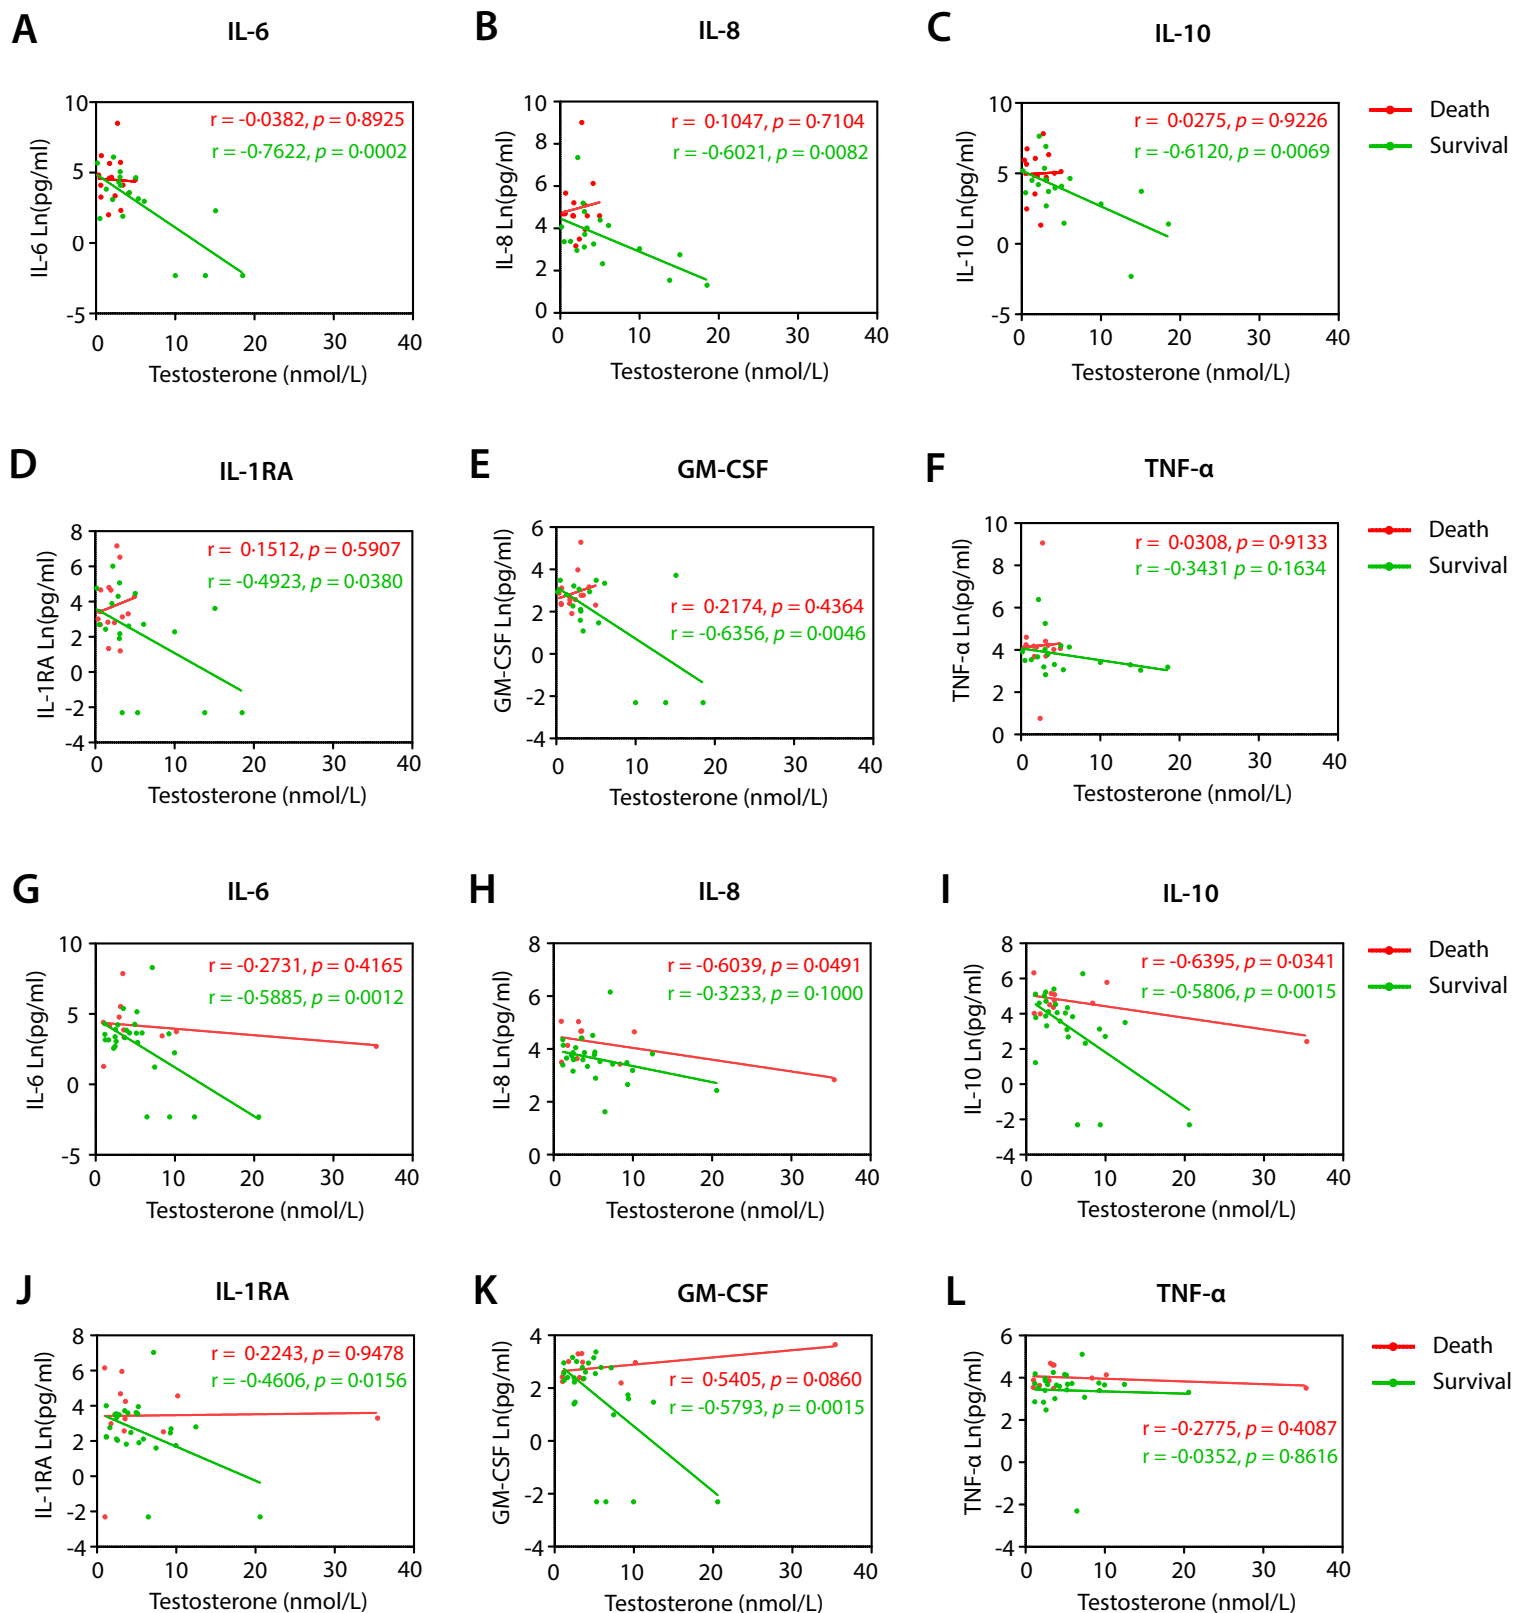 A
IL-6
B
IL-8
C
IL-10
10
5
0
-5
IL-6 Ln(pg/ml)
r = -0·0382, p = 0·8925
r = -0·7622, p = 0·0002
0 10 20 30 40
Testosterone (nmol/L)
10
8
6
4
2
0
IL-8 Ln(pg/ml)
r = 0·1047, p = 0·7104
r = -0·6021, p = 0·0082
0 10 20 30 40
Testosterone (nmol/L)
10
5
0
-5
IL-10 Ln(pg/ml)
r = 0·0275, p = 0·9226
r = -0·6120, p = 0·0069
0 10 20 30 40
Testosterone (nmol/L)
Death
Survival
D
IL-1RA
E
GM-CSF
F
TNF-α
8
6
4
2
0
-2
-4
IL-1RA Ln(pg/ml)
r = 0·1512, p = 0·5907
r = -0·4923, p = 0·0380
0 10 20 30 40
Testosterone (nmol/L)
6
4
2
0
-2
-4
GM-CSF Ln(pg/ml)
r = 0·2174, p = 0·4364
r = -0·6356, p = 0·0046
0 10 20 30 40
Testosterone (nmol/L)
10
8
6
4
2
0
TNF-α Ln(pg/ml)
r = 0·0308, p = 0·9133
r = -0·3431 p = 0·1634
0 10 20 30 40
Testosterone (nmol/L)
Death
Survival
G
IL-6
H
IL-8
I
IL-10
10
5
0
-5
IL-6 Ln(pg/ml)
r = -0·2731, p = 0·4165
r = -0·5885, p = 0·0012
0 10 20 30 40
Testosterone (nmol/L)
8
6
4
2
0
IL-8 Ln(pg/ml)
r = -0·6039, p = 0·0491
r = -0·3233, p = 0·1000
0 10 20 30 40
Testosterone (nmol/L)
8
6
4
2
0
-2
-4
IL-10 Ln(pg/ml)
r = -0·6395, p = 0·0341
r = -0·5806, p = 0·0015
0 10 20 30 40
Testosterone (nmol/L)
Death
Survival
J
IL-1RA
K
GM-CSF
L
TNF-α
8
6
4
2
0
-2
-4
IL-1RA Ln(pg/ml)
r = 0·2243, p = 0·9478
r = -0·4606, p = 0·0156
0 10 20 30 40
Testosterone (nmol/L)
4
2
0
-2
-4
GM-CSF Ln(pg/ml)
r = 0·5405, p = 0·0860
r = -0·5793, p = 0·0015
0 10 20 30 40
Testosterone (nmol/L)
6
4
2
0
-2
-4
TNF-α Ln(pg/ml)
r = -0·2775, p = 0·4087
r = -0·0352, p = 0·8616
0 10 20 30 40
Testosterone (nmol/L)
Death
Survival